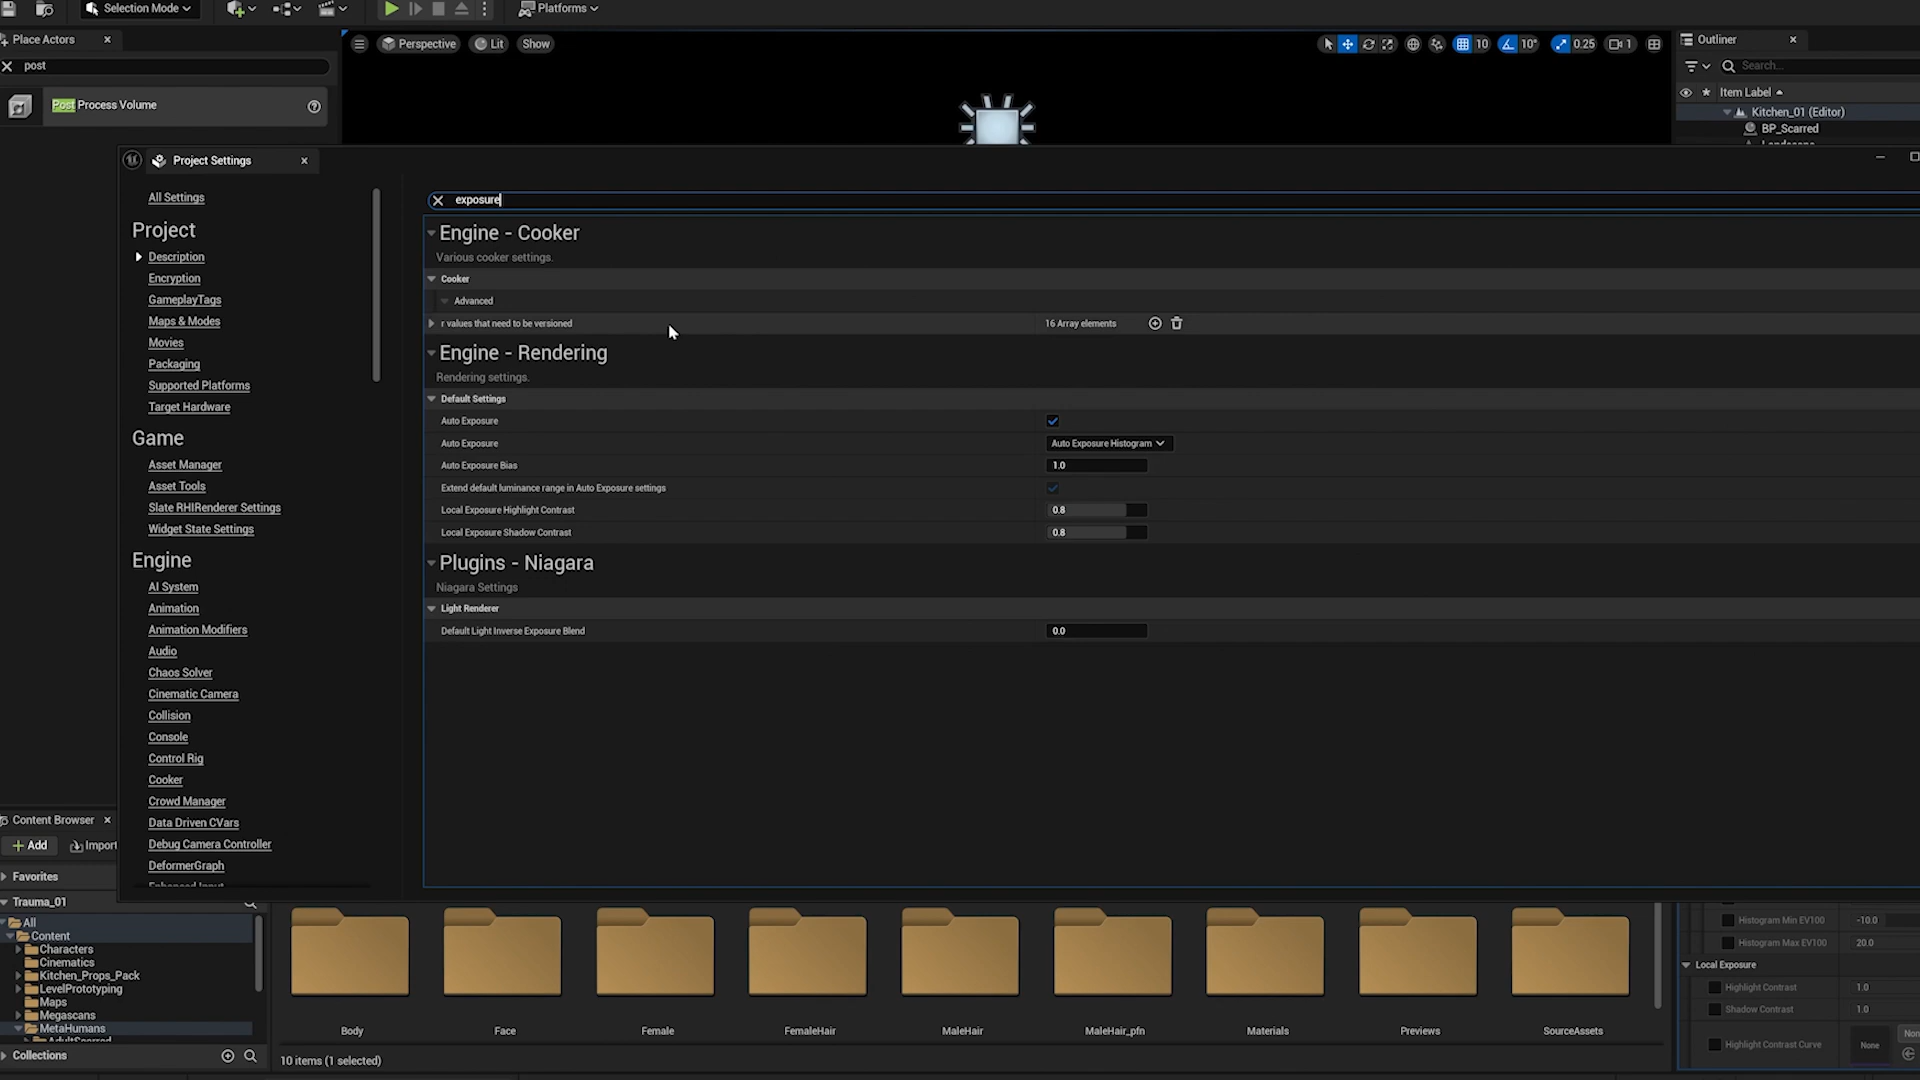 Selection Mode
Platforms
Place Actors
post
Post Process Volume
Perspective
Lit
Show
10
10°
0.25
1
Outliner
Search...
Item Label
Kitchen_01 (Editor)
BP_Scarred
Project Settings
All Settings
Project
Description
Encryption
GameplayTags
Maps & Modes
Movies
Packaging
Supported Platforms
Target Hardware
Game
Asset Manager
Asset Tools
Slate RHIRenderer Settings
Widget State Settings
Engine
AI System
Animation
Animation Modifiers
Audio
Chaos Solver
Cinematic Camera
Collision
Console
Control Rig
Cooker
Crowd Manager
Data Driven CVars
Debug Camera Controller
DeformerGraph
exposure
Engine - Cooker
Various cooker settings.
Cooker
Advanced
r values that need to be versioned
16 Array elements
Engine - Rendering
Rendering settings.
Default Settings
Auto Exposure
Auto Exposure
Auto Exposure Histogram
Auto Exposure Bias
1.0
Extend default luminance range in Auto Exposure settings
Local Exposure Highlight Contrast
0.8
Local Exposure Shadow Contrast
0.8
Plugins - Niagara
Niagara Settings
Light Renderer
Default Light Inverse Exposure Blend
0.0
Content Browser
Add
Import
Favorites
Trauma_01
All
Content
Characters
Cinematics
Kitchen_Props_Pack
LevelPrototyping
Maps
Megascans
MetaHumans
Collections
Body
Face
Female
FemaleHair
MaleHair
MaleHair_pfn
Materials
Previews
SourceAssets
10 items (1 selected)
Histogram Min EV100
-10.0
Histogram Max EV100
20.0
Local Exposure
Highlight Contrast
1.0
Shadow Contrast
1.0
Highlight Contrast Curve
None